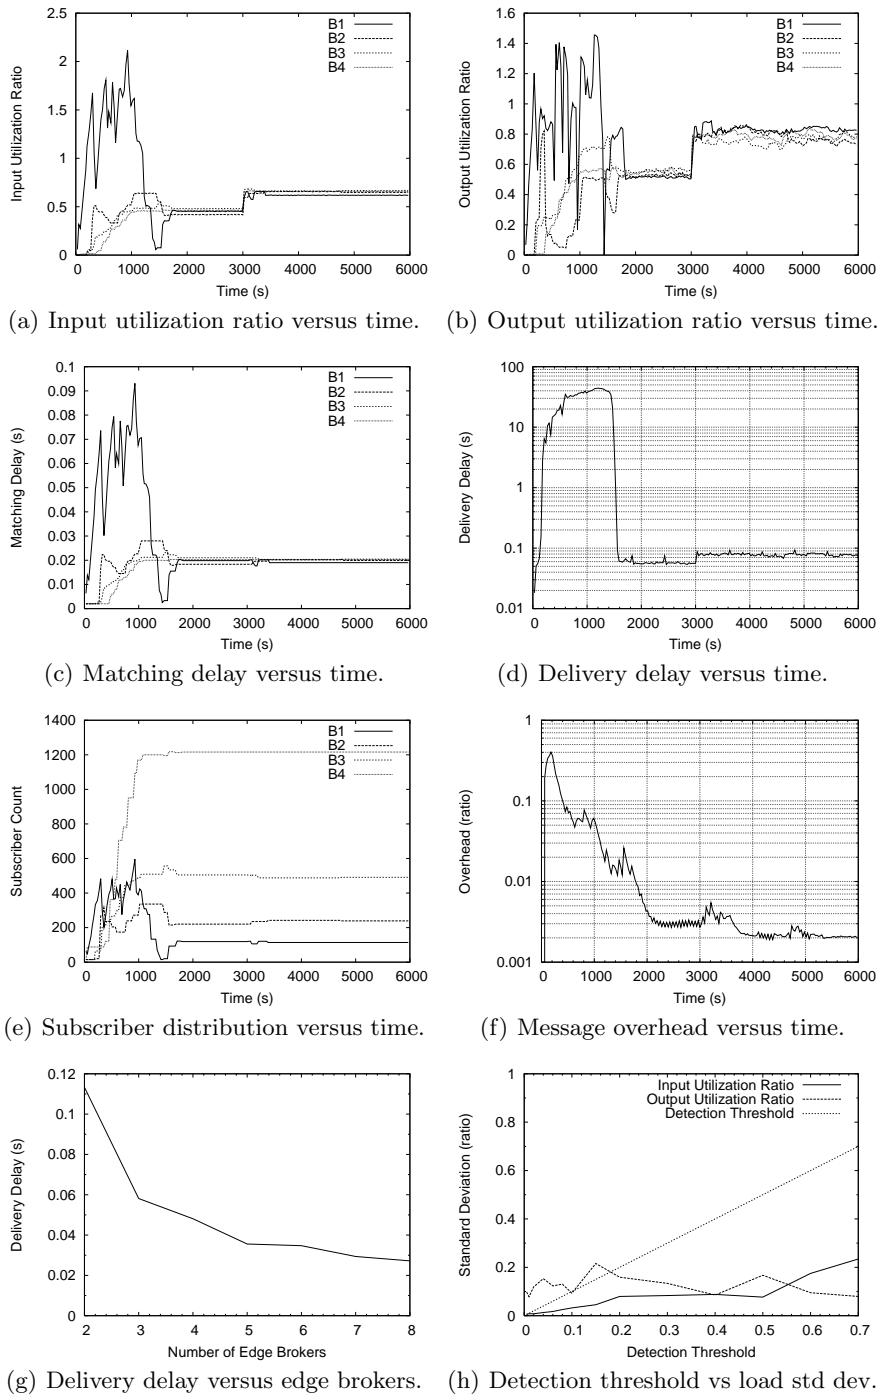 2.5
2
1.5
1
0.5
0
0 1000 2000 3000 4000 5000 6000
Input Utilization Ratio
Time (s)
B1
B2
B3
B4
(a) Input utilization ratio versus time.
1.6
1.4
1.2
1
0.8
0.6
0.4
0.2
0
0 1000 2000 3000 4000 5000 6000
Output Utilization Ratio
Time (s)
B1
B2
B3
B4
(b) Output utilization ratio versus time.
0.1
0.09
0.08
0.07
0.06
0.05
0.04
0.03
0.02
0.01
0
0 1000 2000 3000 4000 5000 6000
Matching Delay (s)
Time (s)
B1
B2
B3
B4
(c) Matching delay versus time.
100
10
1
0.1
0.01
0 1000 2000 3000 4000 5000 6000
Delivery Delay (s)
Time (s)
(d) Delivery delay versus time.
1400
1200
1000
800
600
400
200
0
0 1000 2000 3000 4000 5000 6000
Subscriber Count
Time (s)
B1
B2
B3
B4
(e) Subscriber distribution versus time.
1
0.1
0.01
0.001
0 1000 2000 3000 4000 5000 6000
Overhead (ratio)
Time (s)
(f) Message overhead versus time.
0.12
0.1
0.08
0.06
0.04
0.02
0
2 3 4 5 6 7 8
Delivery Delay (s)
Number of Edge Brokers
(g) Delivery delay versus edge brokers.
1
0.8
0.6
0.4
0.2
0
0 0.1 0.2 0.3 0.4 0.5 0.6 0.7
Standard Deviation (ratio)
Detection Threshold
Input Utilization Ratio
Output Utilization Ratio
Detection Threshold
(h) Detection threshold vs load std dev.